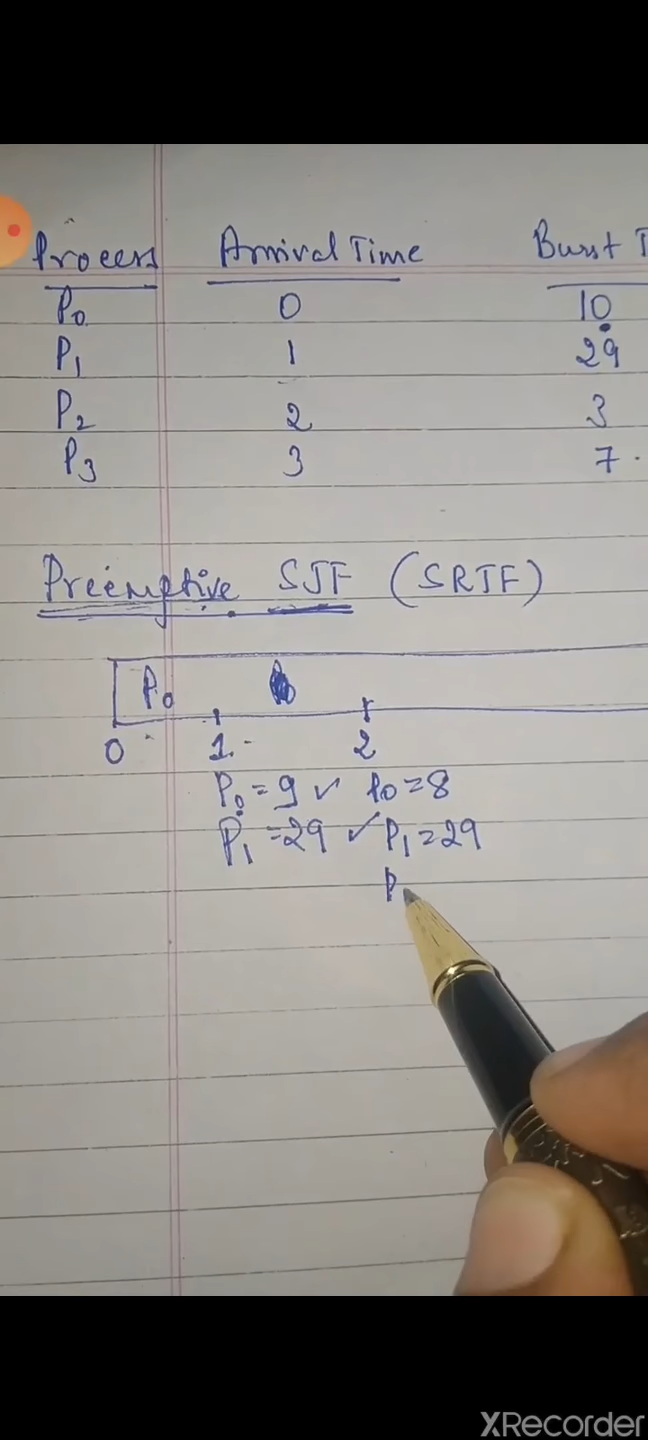 Process Arrival Time Burst T
P0 0 10
P1 1 29
P2 2 3
P3 3 7.
Preemptive SJF (SRTF)
P0
0 1 2
P0 = 9 ✓ P0 = 8
P1 = 29 ✓ P1 = 29
P
XRecorder